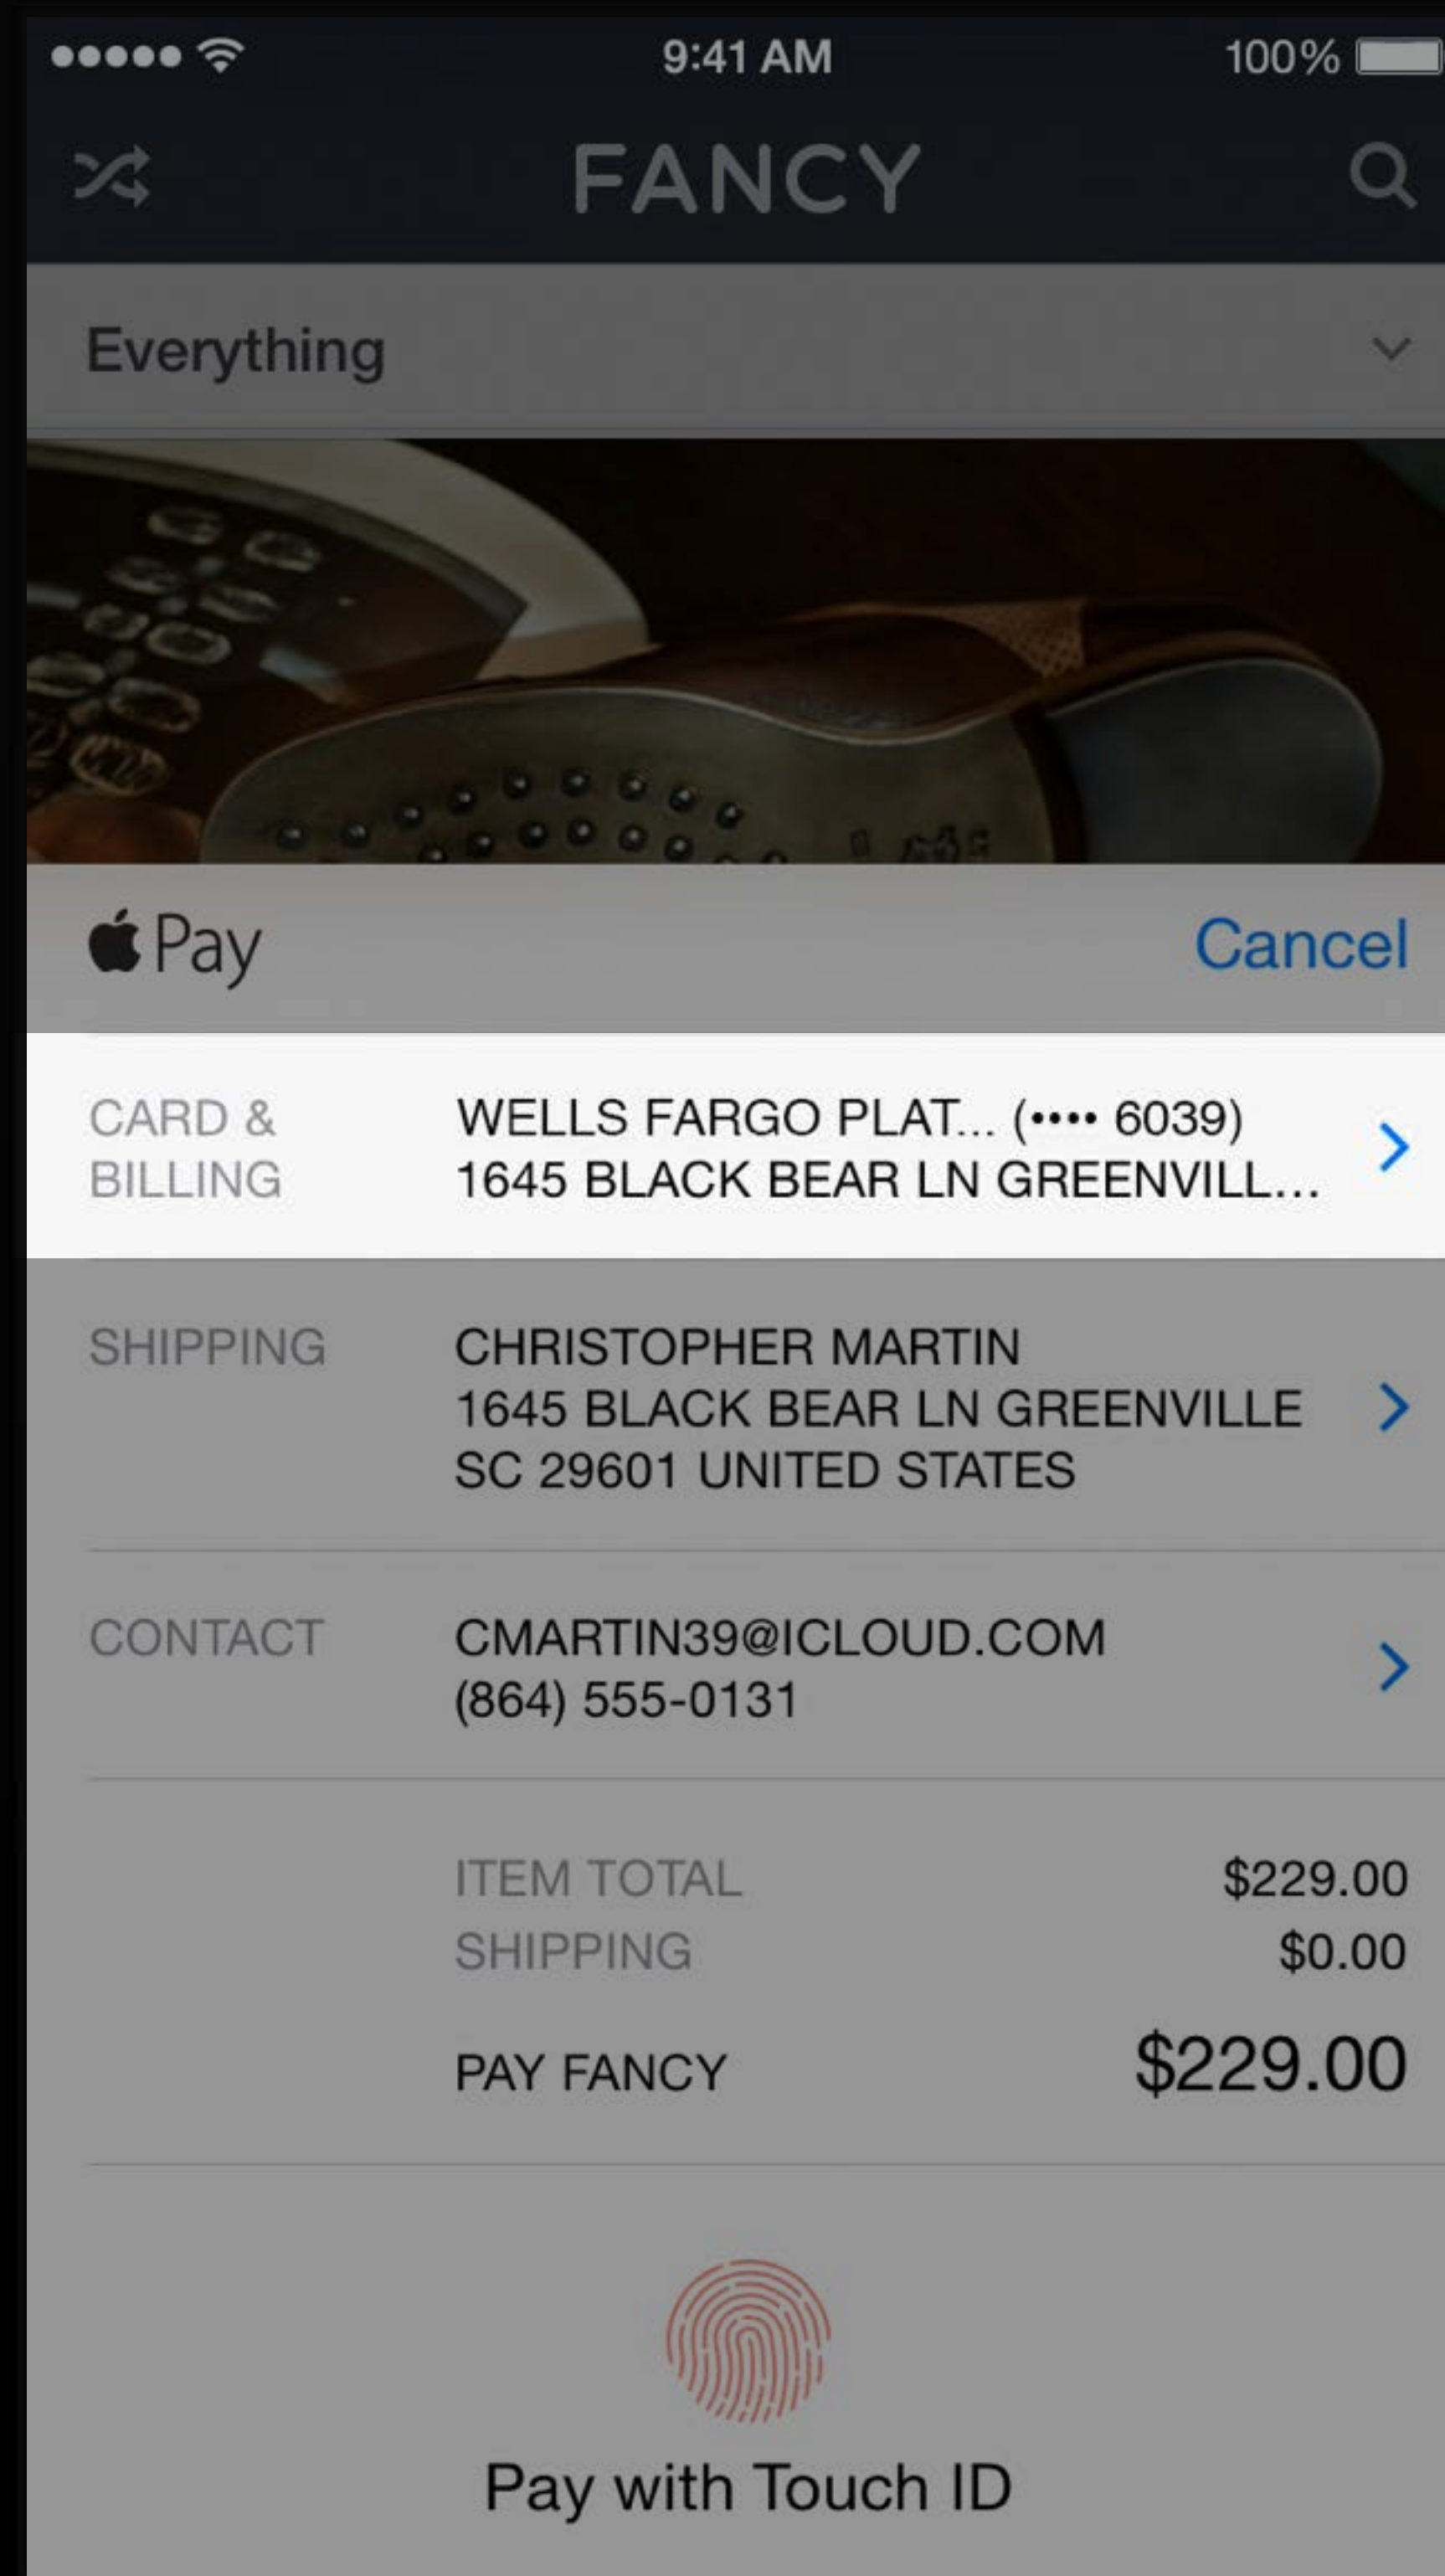 9:41 AM
100%
FANCY
Everything
Pay
Cancel
CARD &
BILLING
WELLS FARGO PLAT... (•••• 6039)
1645 BLACK BEAR LN GREENVILL...
SHIPPING
CHRISTOPHER MARTIN
1645 BLACK BEAR LN GREENVILLE
SC 29601 UNITED STATES
CONTACT
CMARTIN39@ICLOUD.COM
(864) 555-0131
ITEM TOTAL
$229.00
SHIPPING
$0.00
PAY FANCY
$229.00
Pay with Touch ID